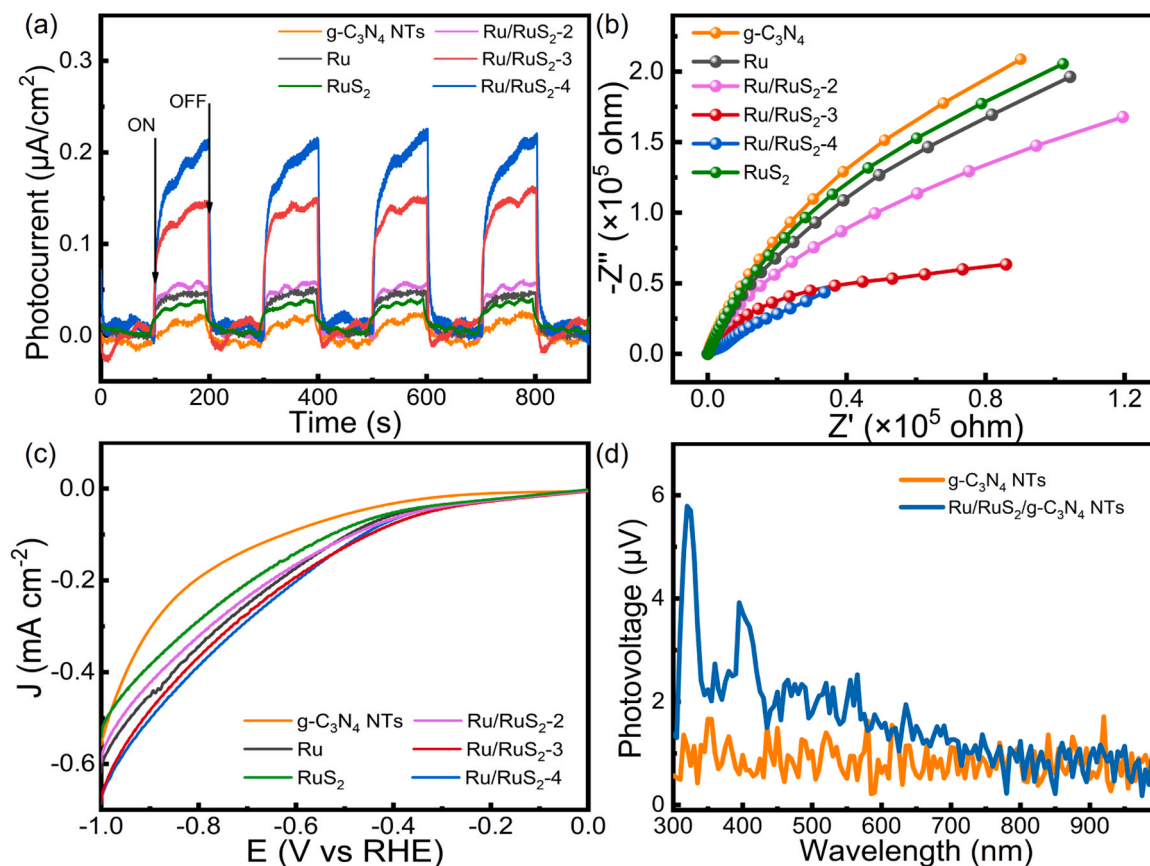 (a)
g-C₃N₄ NTs
Ru
RuS₂
Ru/RuS₂-2
Ru/RuS₂-3
Ru/RuS₂-4
ON
OFF
0.3
0.2
0.1
0.0
Photocurrent (μA/cm²)
0
200
400
600
800
Time (s)
(b)
g-C₃N₄
Ru
Ru/RuS₂-2
Ru/RuS₂-3
Ru/RuS₂-4
RuS₂
2.0
1.5
1.0
0.5
0.0
-Z" (×10⁵ ohm)
0.0
0.4
0.8
1.2
Z' (×10⁵ ohm)
(c)
0.0
-0.2
-0.4
-0.6
J (mA cm⁻²)
g-C₃N₄ NTs
Ru
RuS₂
Ru/RuS₂-2
Ru/RuS₂-3
Ru/RuS₂-4
-1.0
-0.8
-0.6
-0.4
-0.2
0.0
E (V vs RHE)
(d)
g-C₃N₄ NTs
Ru/RuS₂/g-C₃N₄ NTs
6
4
2
0
Photovoltage (μV)
300
400
500
600
700
800
900
Wavelength (nm)